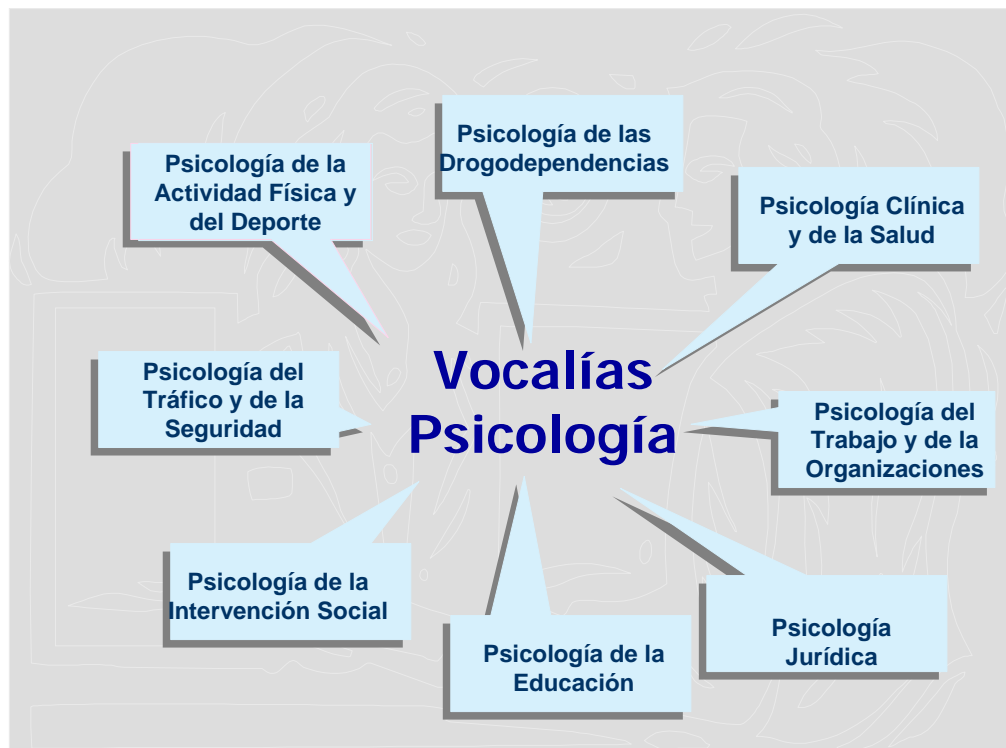 Psicología de las
Drogodependencias
Psicología de la
Actividad Física y
del Deporte
Psicología Clínica
y de la Salud
Vocalías
Psicología
Psicología del
Tráfico y de la
Seguridad
Psicología del
Trabajo y de la
Organizaciones
Psicología de la
Intervención Social
Psicología de la
Educación
Psicología
Jurídica